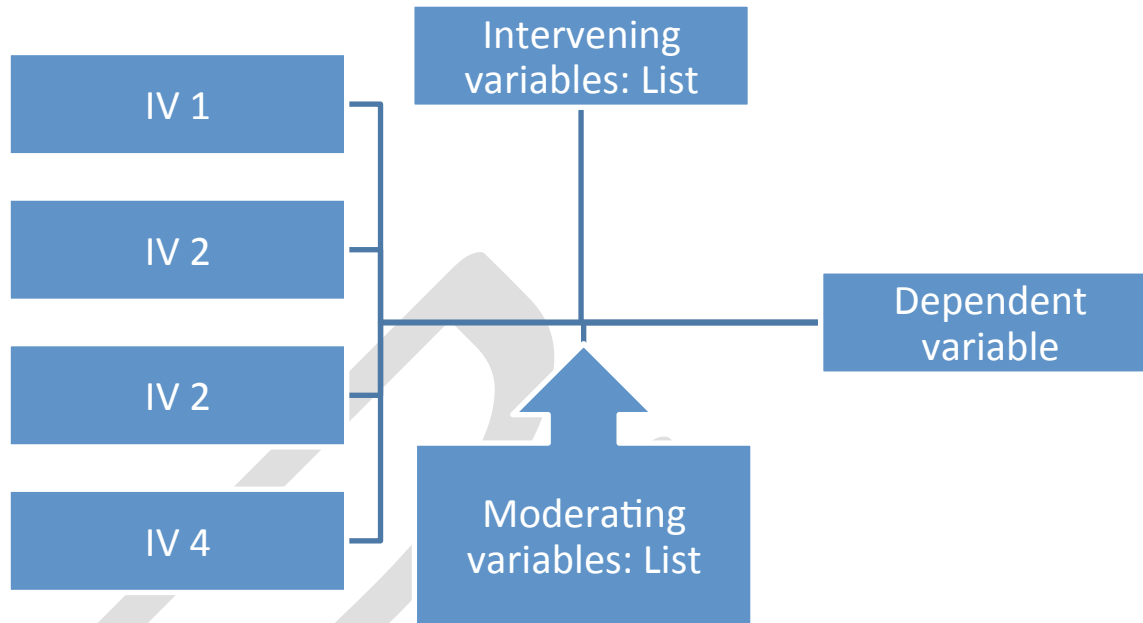 Intervening
variables: List
IV 1
IV 2
IV 2
IV 4
Dependent
variable
Moderating
variables: List